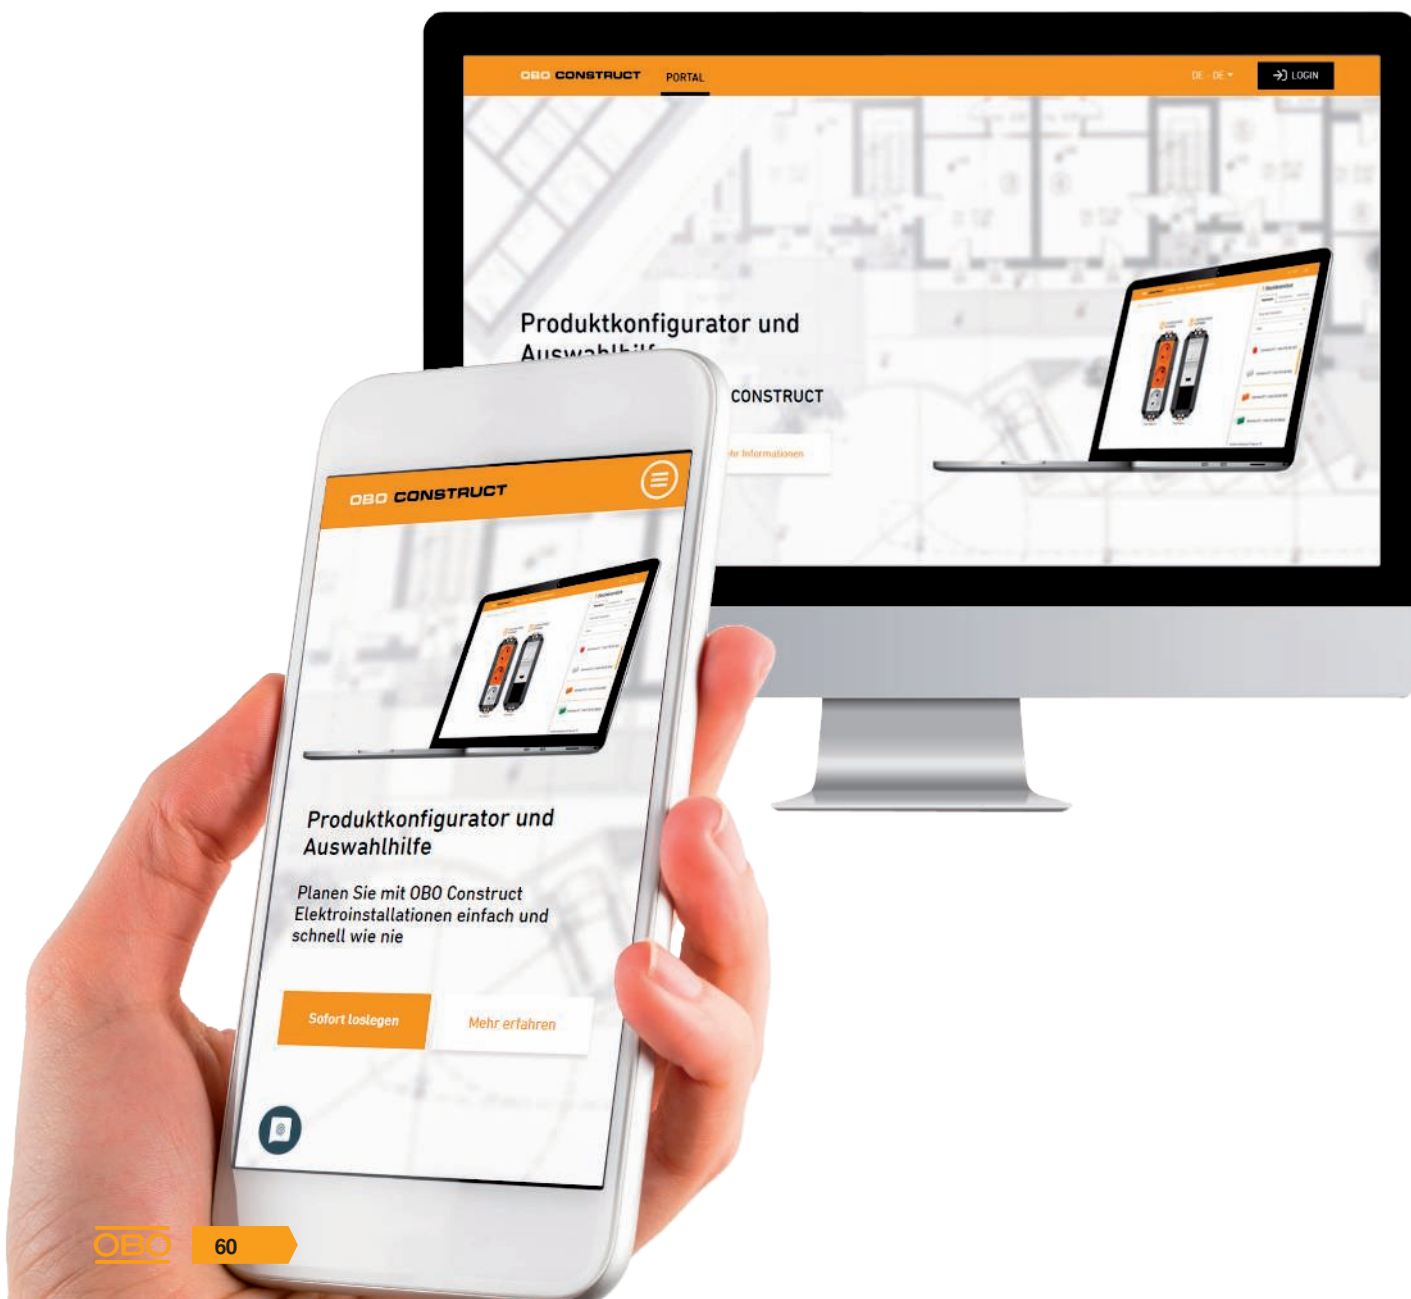 OBO CONSTRUCT
PORTAL
DE - DE
LOGIN
Produktkonfigurator und
CONSTRUCT
Informationen
OBO CONSTRUCT
Produktkonfigurator und
Auswahlhilfe
Planen Sie mit OBO Construct
Elektroinstallationen einfach und
schnell wie nie
Sofort loslegen
Mehr erfahren
OBO
60